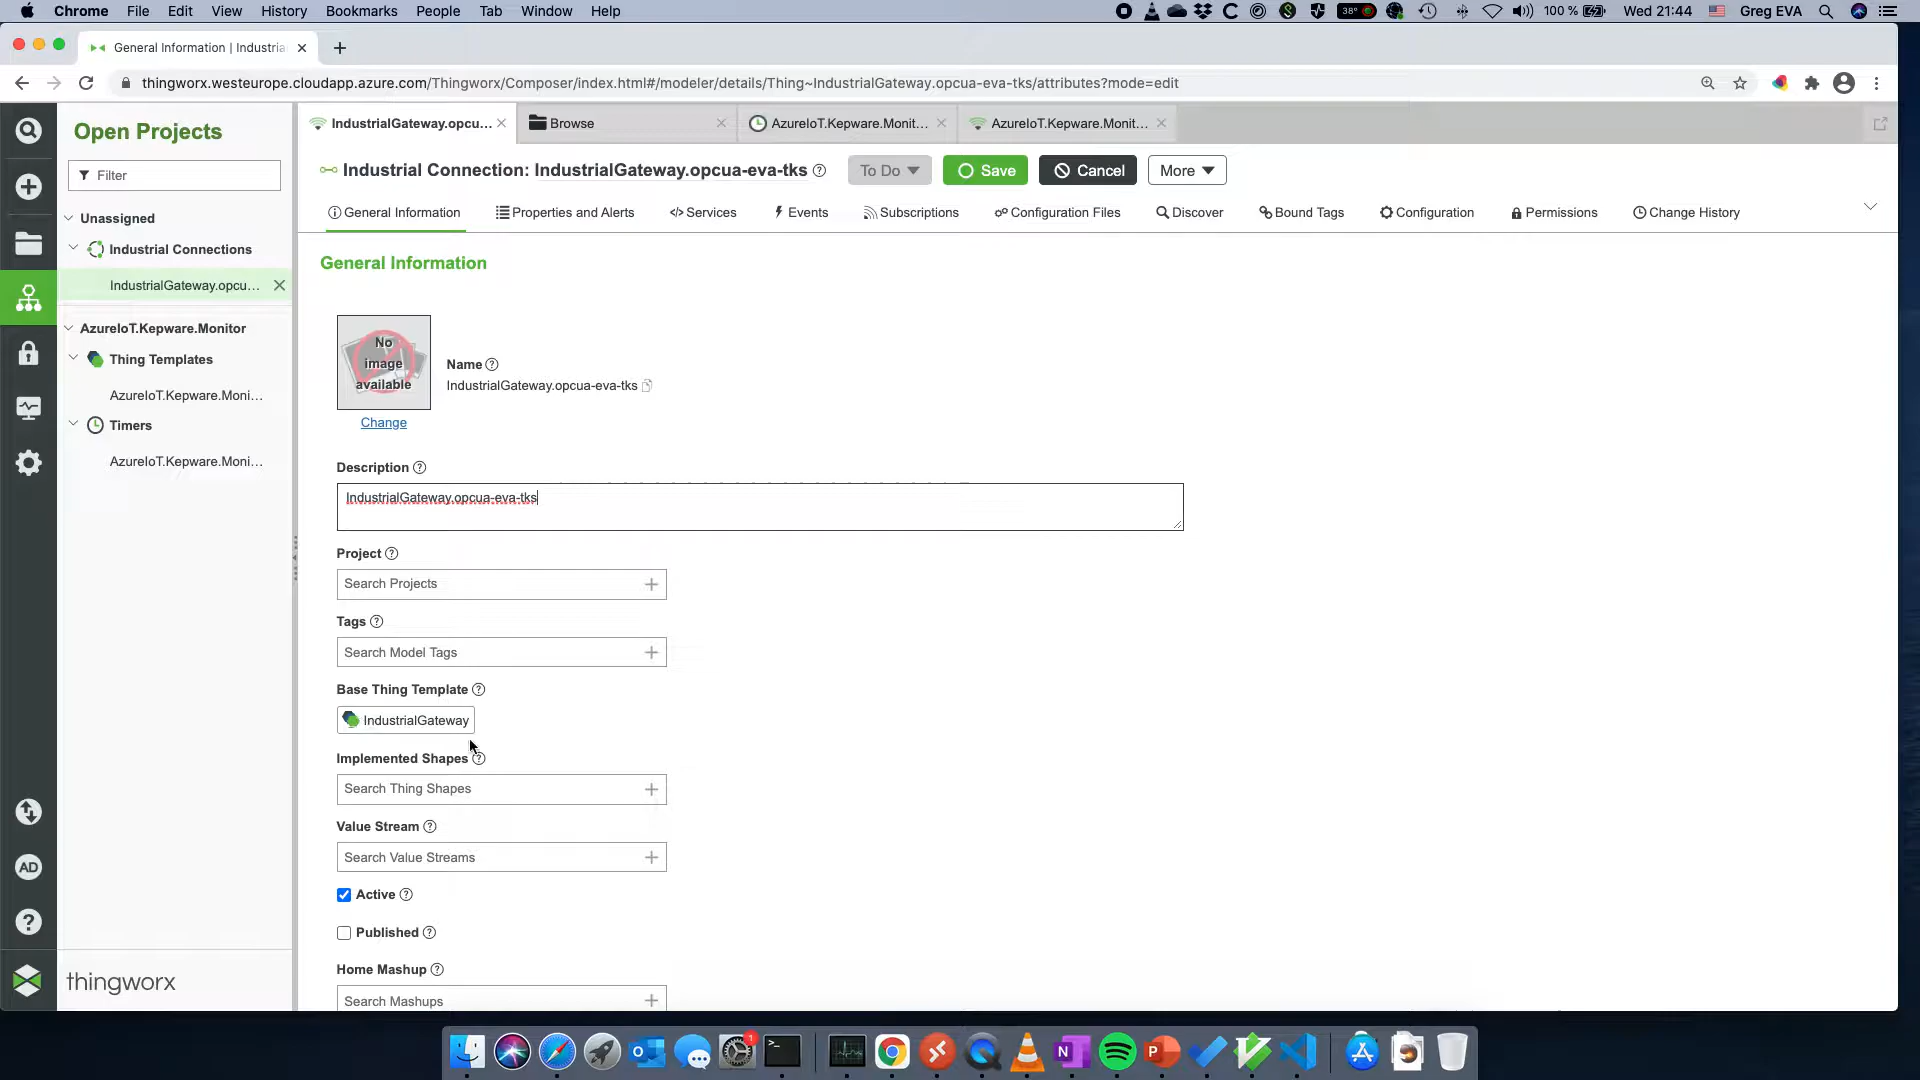 Chrome File Edit View History Bookmarks People Tab Window Help
38° 100 % Wed 21:44 Greg EVA
General Information | Industria
thingworx.westeurope.cloudapp.azure.com/Thingworx/Composer/index.html#/modeler/details/Thing~IndustrialGateway.opcua-eva-tks/attributes?mode=edit
Open Projects
Filter
Unassigned
Industrial Connections
IndustrialGateway.opcu...
AzureIoT.Kepware.Monitor
Thing Templates
AzureIoT.Kepware.Moni...
Timers
AzureIoT.Kepware.Moni...
AD
thingworx
IndustrialGateway.opcu... Browse AzureIoT.Kepware.Monit... AzureIoT.Kepware.Monit...
Industrial Connection: IndustrialGateway.opcua-eva-tks To Do Save Cancel More
General Information Properties and Alerts Services Events Subscriptions Configuration Files Discover Bound Tags Configuration Permissions Change History
General Information
No
image
available
Change
Name
IndustrialGateway.opcua-eva-tks
Description
IndustrialGateway.opcua-eva-tks
Project
Search Projects
Tags
Search Model Tags
Base Thing Template
IndustrialGateway
Implemented Shapes
Search Thing Shapes
Value Stream
Search Value Streams
Active
Published
Home Mashup
Search Mashups
1